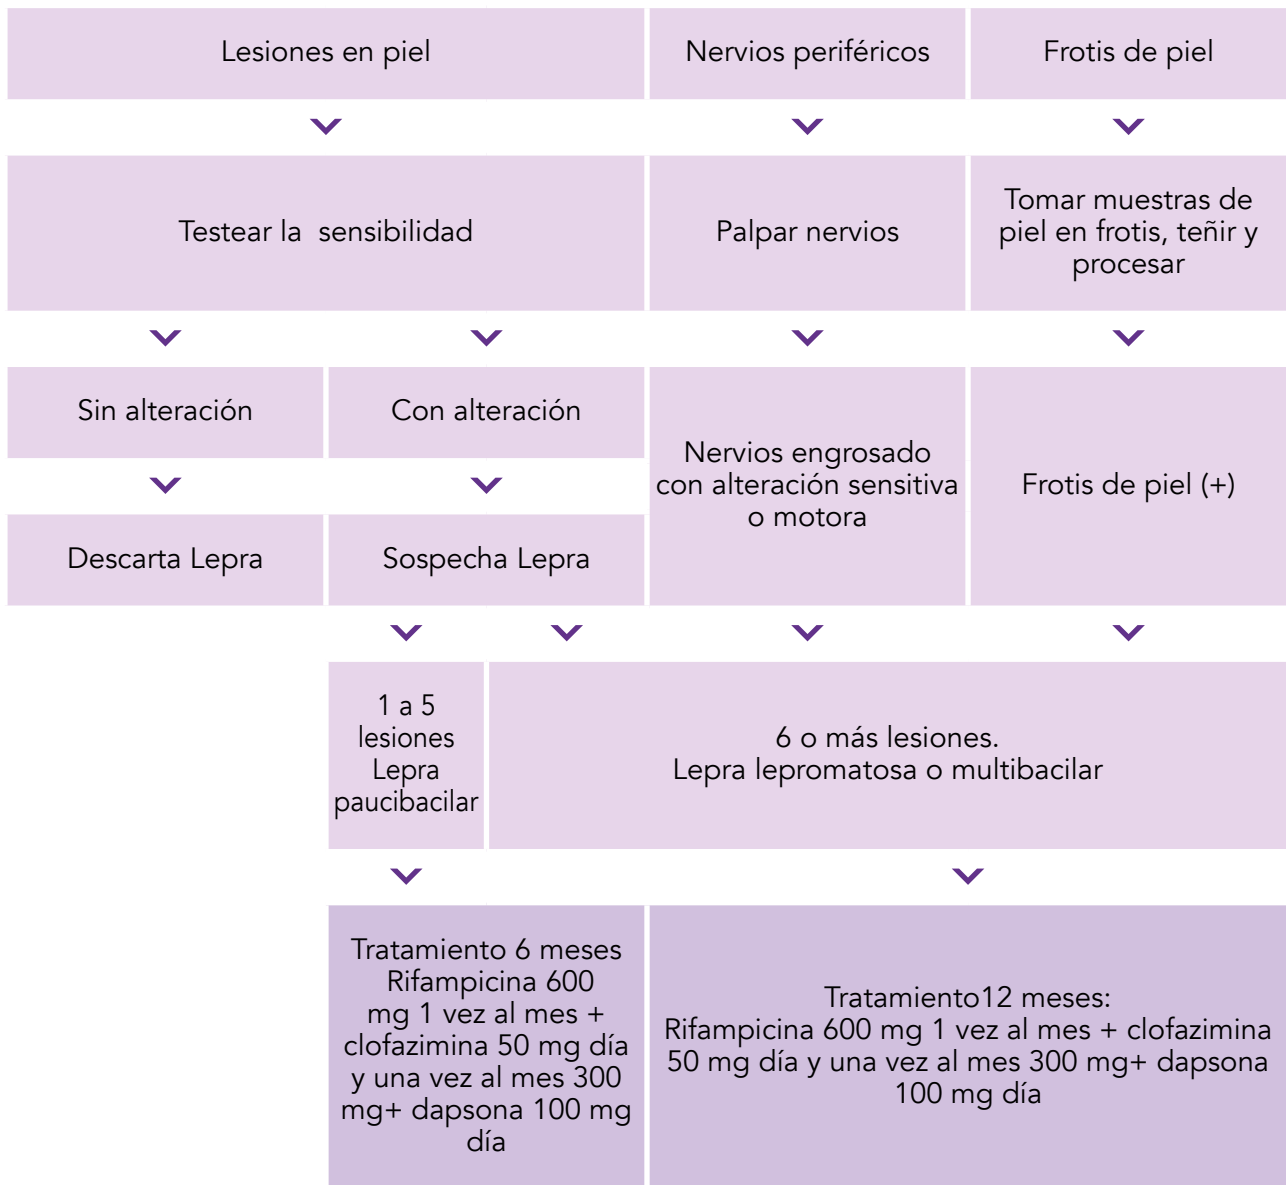 Lesiones en piel
Nervios periféricos
Frotis de piel
Testear la sensibilidad
Palpar nervios
Tomar muestras de
piel en frotis, teñir y
procesar
Sin alteración
Con alteración
Nervios engrosado
con alteración sensitiva
o motora
Frotis de piel (+)
Descarta Lepra
Sospecha Lepra
1 a 5
lesiones
Lepra
paucibacilar
6 o más lesiones.
Lepra lepromatosa o multibacilar
Tratamiento 6 meses
Rifampicina 600
mg 1 vez al mes +
clofazimina 50 mg día
y una vez al mes 300
mg+ dapsona 100 mg
día
Tratamiento12 meses:
Rifampicina 600 mg 1 vez al mes + clofazimina
50 mg día y una vez al mes 300 mg+ dapsona
100 mg día